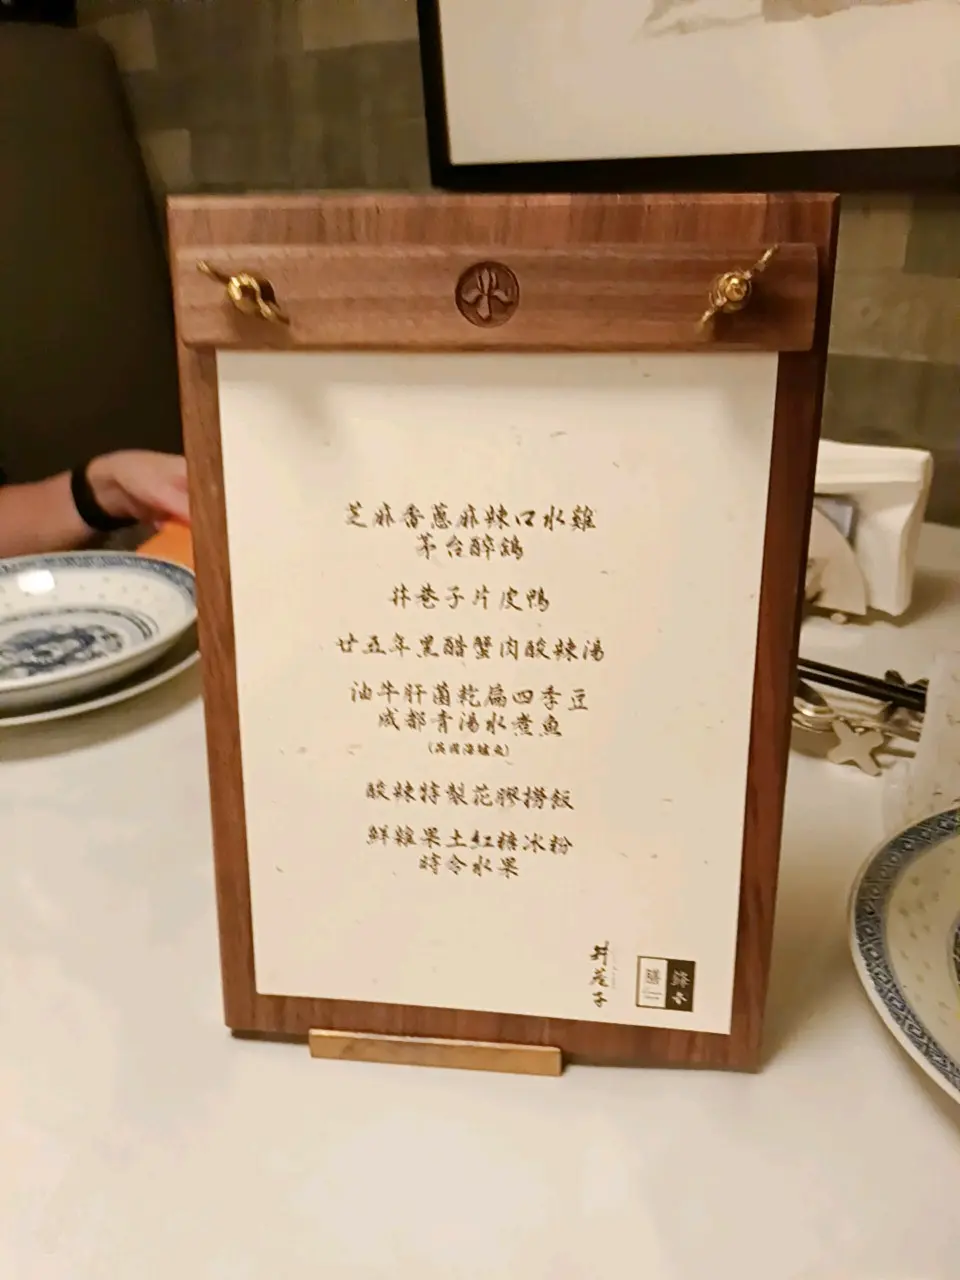 芝麻香蔥麻辣口水雞
茅台醉鴿
井巷子片皮鴨
廿五年黑醋蟹肉酸辣湯
油牛肝菌乾扁四季豆
成都青湯水煮魚
酸辣特製花膠撈飯
鮮雜果土紅糖冰粉
時令水果
井巷子